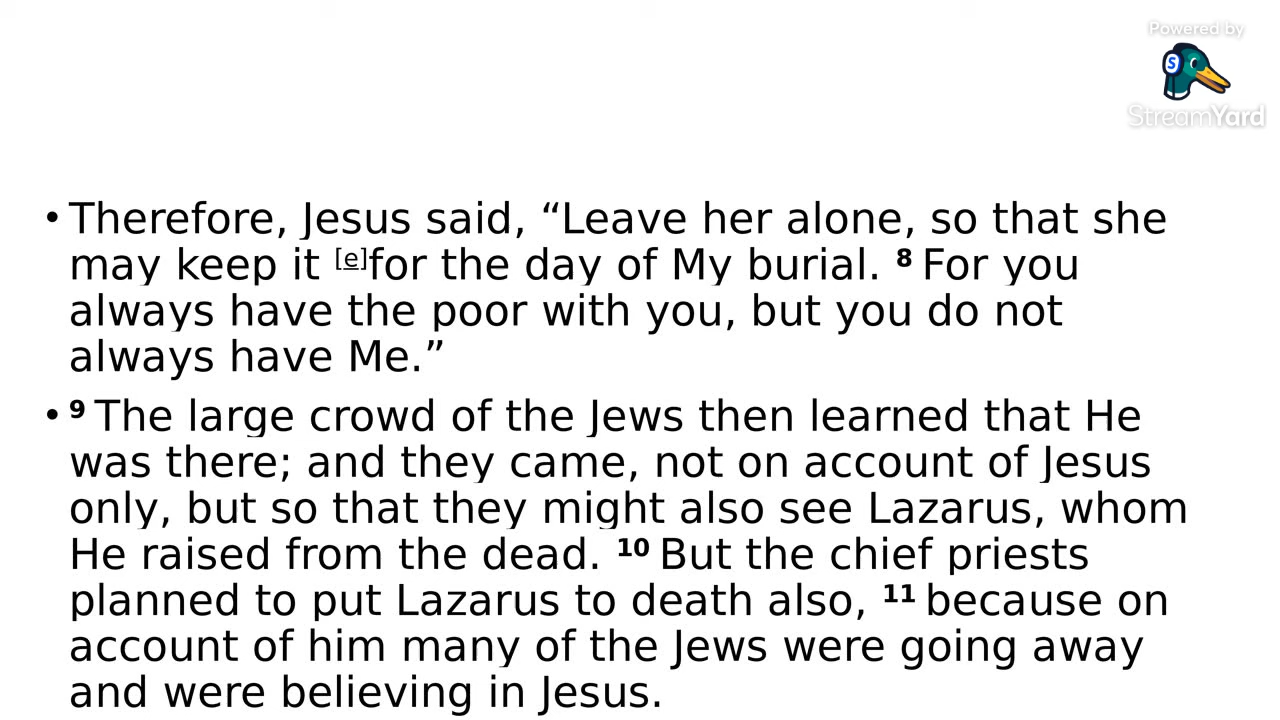 Powered by
S
StreamYard
• Therefore, Jesus said, “Leave her alone, so that she
may keep it [e]for the day of My burial. 8 For you
always have the poor with you, but you do not
always have Me.”
• 9 The large crowd of the Jews then learned that He
was there; and they came, not on account of Jesus
only, but so that they might also see Lazarus, whom
He raised from the dead. 10 But the chief priests
planned to put Lazarus to death also, 11 because on
account of him many of the Jews were going away
and were believing in Jesus.